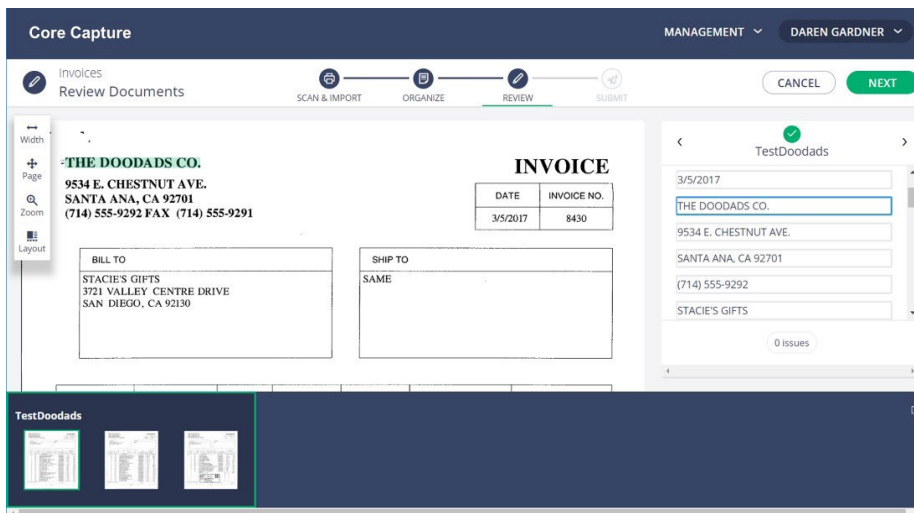 Core Capture
MANAGEMENT
DAREN GARDNER
Invoices
Review Documents
SCAN & IMPORT
ORGANIZE
REVIEW
SUBMIT
CANCEL
NEXT
Width
Page
Zoom
Layout
THE DOODADS CO.
9534 E. CHESTNUT AVE.
SANTA ANA, CA 92701
(714) 555-9292 FAX (714) 555-9291
INVOICE
DATE INVOICE NO.
3/5/2017 8430
BILL TO
STACIE'S GIFTS
3721 VALLEY CENTRE DRIVE
SAN DIEGO, CA 92130
SHIP TO
SAME
TestDoodads
3/5/2017
THE DOODADS CO.
9534 E. CHESTNUT AVE.
SANTA ANA, CA 92701
(714) 555-9292
STACIE'S GIFTS
0 issues
TestDoodads